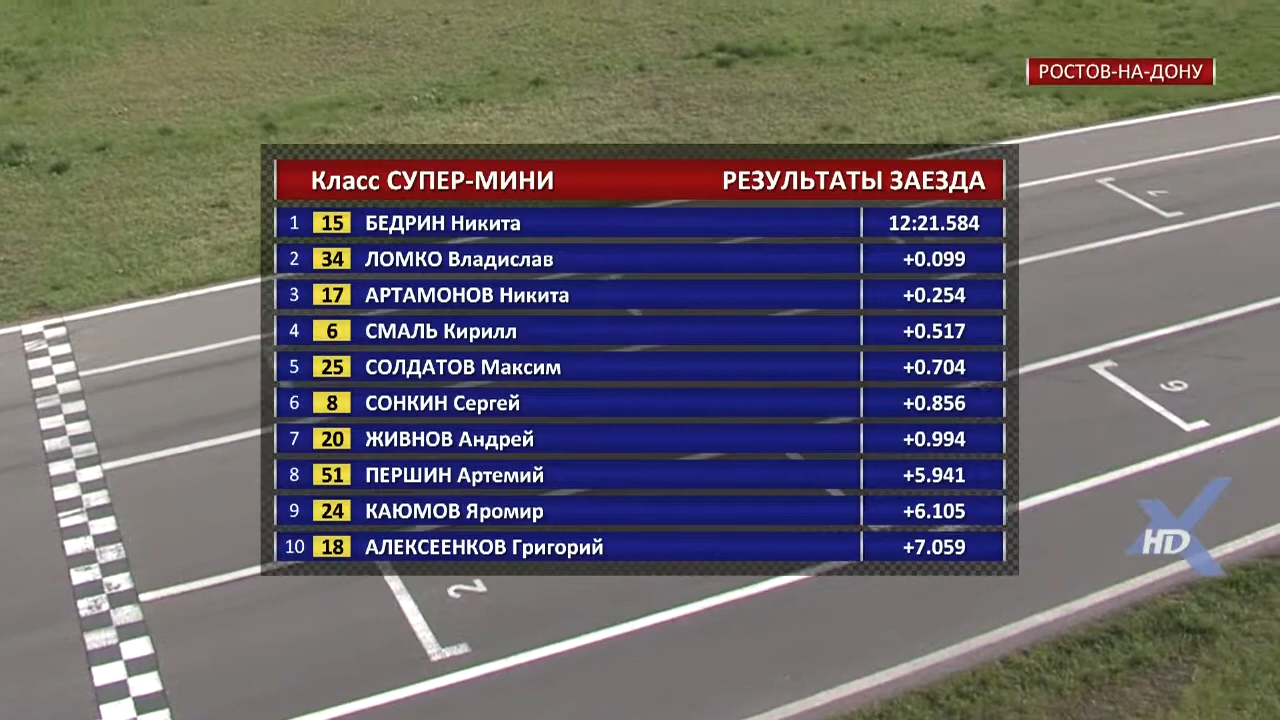 РОСТОВ-НА-ДОНУ
Класс СУПЕР-МИНИ РЕЗУЛЬТАТЫ ЗАЕЗДА
1 15 БЕДРИН Никита 12:21.584
2 34 ЛОМКО Владислав +0.099
3 17 АРТАМОНОВ Никита +0.254
4 6 СМАЛЬ Кирилл +0.517
5 25 СОЛДАТОВ Максим +0.704
6 8 СОНКИН Сергей +0.856
7 20 ЖИВНОВ Андрей +0.994
8 51 ПЕРШИН Артемий +5.941
9 24 КАЮМОВ Яромир +6.105
10 18 АЛЕКСЕЕНКОВ Григорий +7.059
7
6
X HD
2